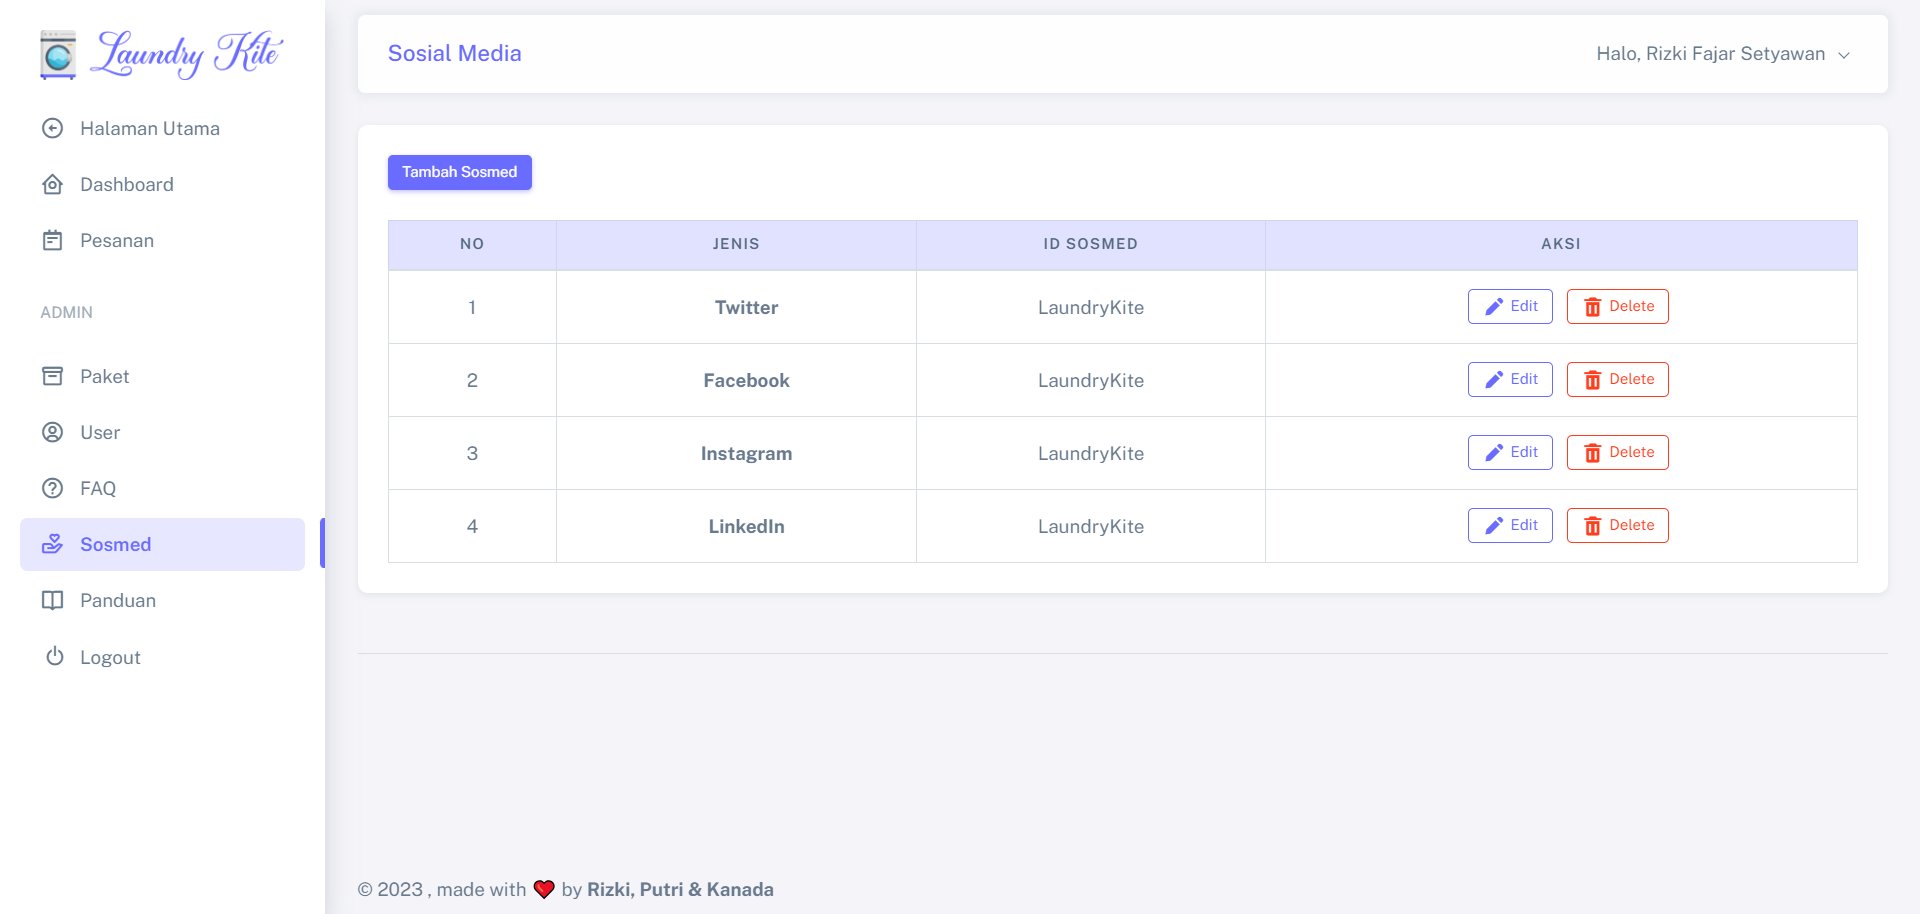 Laundry Kite
Halaman Utama
Dashboard
Pesanan
ADMIN
Paket
User
FAQ
Sosmed
Panduan
Logout
Sosial Media
Halo, Rizki Fajar Setyawan
Tambah Sosmed
NO JENIS ID SOSMED AKSI
1 Twitter LaundryKite Edit Delete
2 Facebook LaundryKite Edit Delete
3 Instagram LaundryKite Edit Delete
4 LinkedIn LaundryKite Edit Delete
© 2023 , made with ❤️ by Rizki, Putri & Kanada